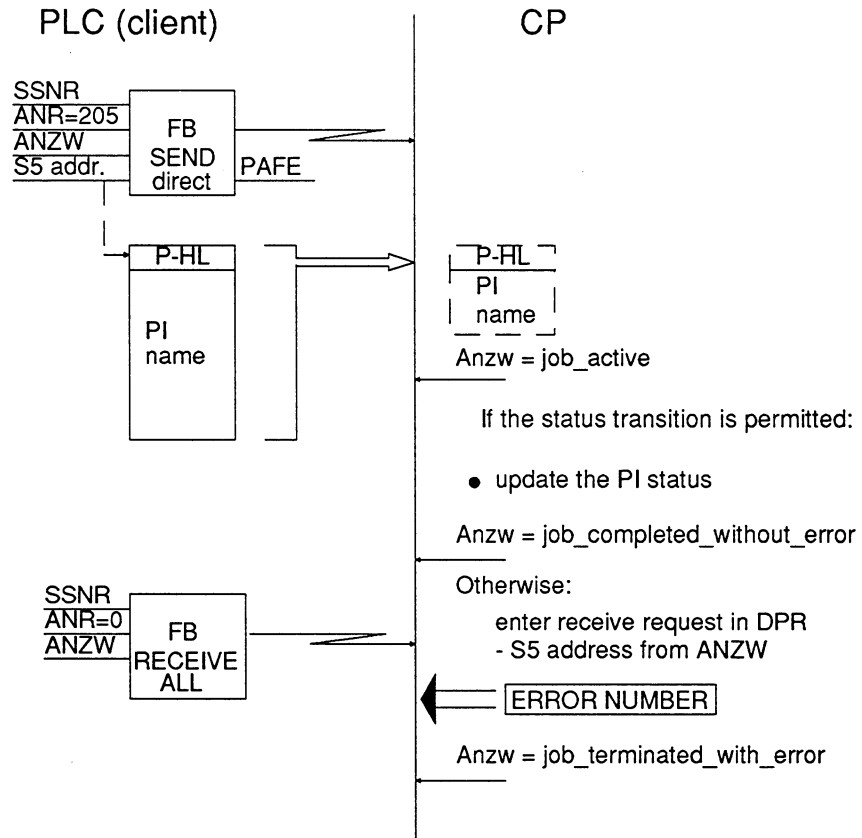 PLC (client)
CP
SSNR
ANR=205
ANZW
S5 addr.
FB
SEND
direct
PAFE
P-HL
PI
name
P-HL
PI
name
Anzw = job_active
If the status transition is permitted:
● update the PI status
Anzw = job_completed_without_error
Otherwise:
SSNR
ANR=0
ANZW
FB
RECEIVE
ALL
enter receive request in DPR
- S5 address from ANZW
ERROR NUMBER
Anzw = job_terminated_with_error